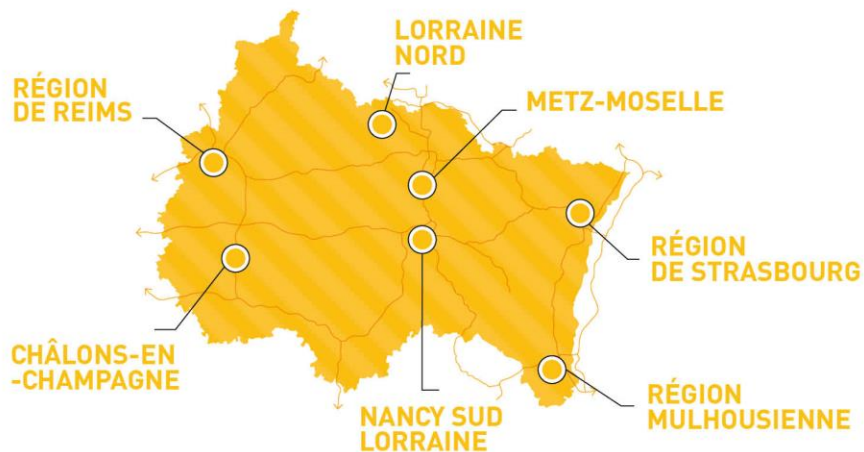 LORRAINE
NORD
RÉGION
DE REIMS
METZ-MOSELLE
RÉGION
DE STRASBOURG
CHÂLONS-EN
-CHAMPAGNE
NANCY SUD
LORRAINE
RÉGION
MULHOUSIENNE